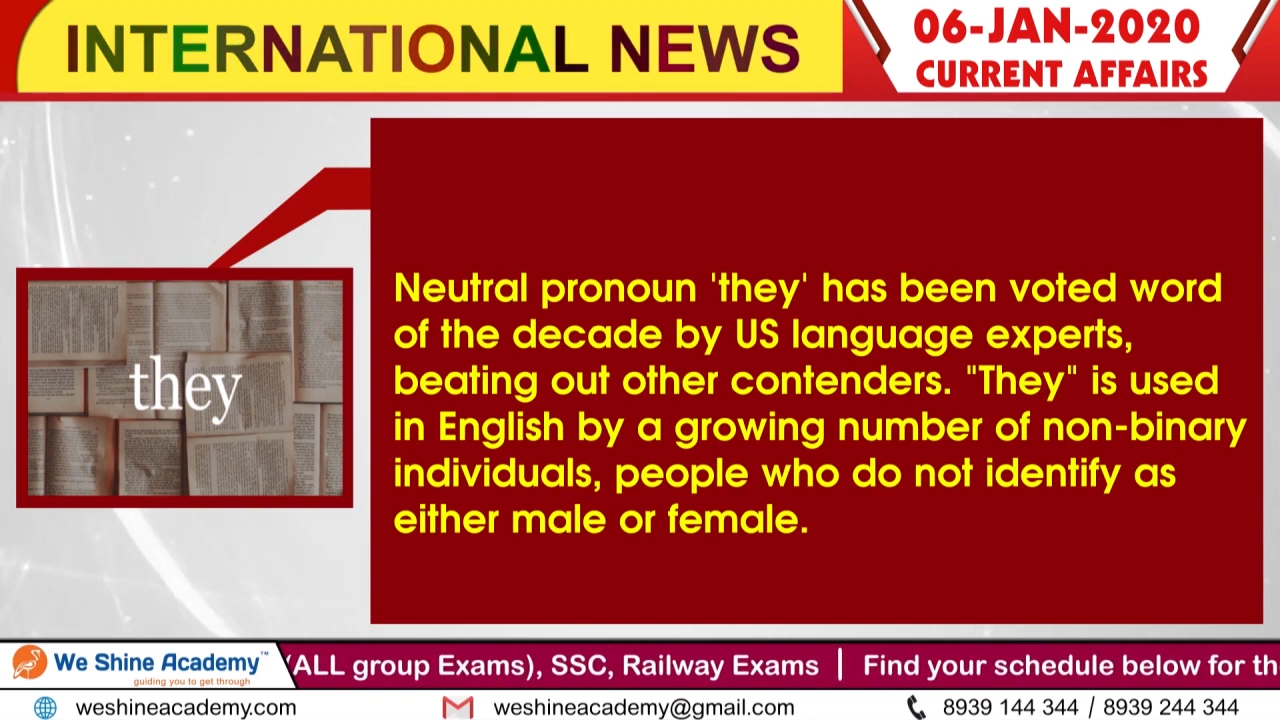 INTERNATIONAL NEWS
06-JAN-2020
CURRENT AFFAIRS
they
Neutral pronoun 'they' has been voted word
of the decade by US language experts,
beating out other contenders. "They" is used
in English by a growing number of non-binary
individuals, people who do not identify as
either male or female.
We Shine Academy™
guiding you to get through
(ALL group Exams), SSC, Railway Exams | Find your schedule below for th
weshineacademy.com
weshineacademy@gmail.com
8939 144 344 / 8939 244 344